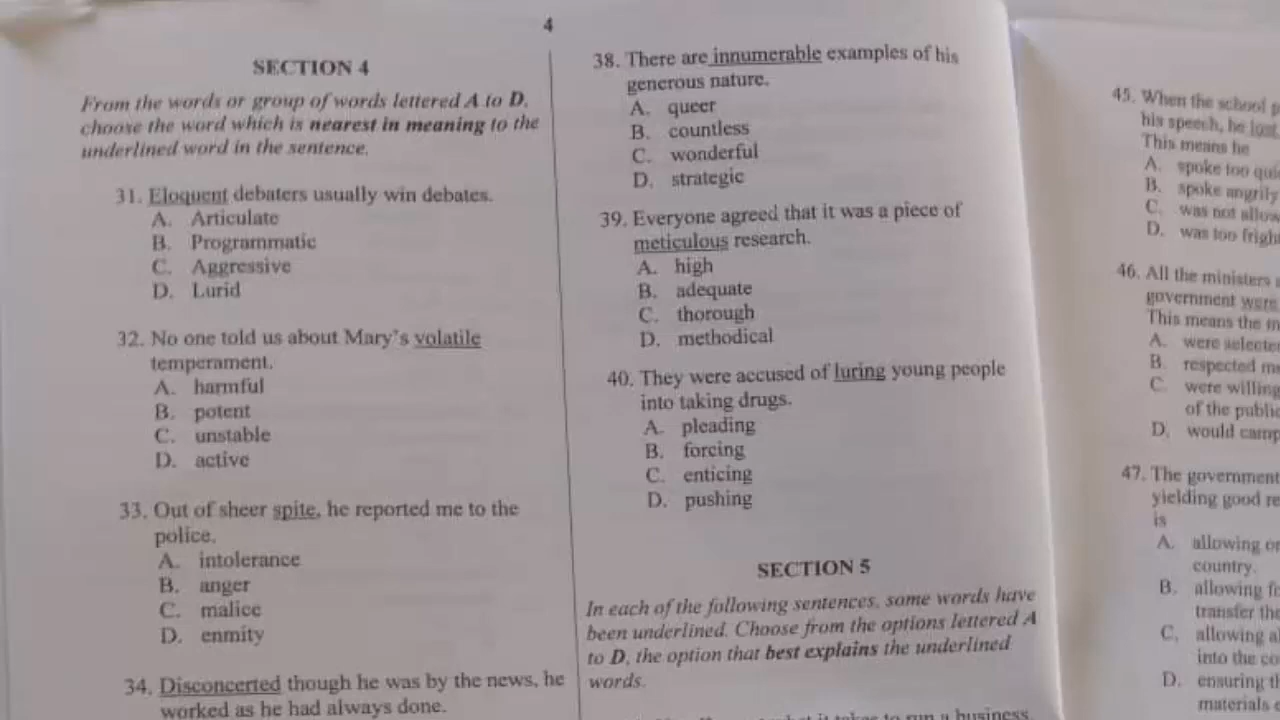 4
SECTION 4
From the words or group of words lettered A to D,
choose the word which is nearest in meaning to the
underlined word in the sentence.
31. Eloquent debaters usually win debates.
A. Articulate
B. Programmatic
C. Aggressive
D. Lurid
32. No one told us about Mary's volatile
temperament.
A. harmful
B. potent
C. unstable
D. active
33. Out of sheer spite, he reported me to the
police.
A. intolerance
B. anger
C. malice
D. enmity
34. Disconcerted though he was by the news, he
worked as he had always done.
38. There are innumerable examples of his
generous nature.
A. queer
B. countless
C. wonderful
D. strategic
39. Everyone agreed that it was a piece of
meticulous research.
A. high
B. adequate
C. thorough
D. methodical
40. They were accused of luring young people
into taking drugs.
A. pleading
B. forcing
C. enticing
D. pushing
SECTION 5
In each of the following sentences, some words have
been underlined. Choose from the options lettered A
to D, the option that best explains the underlined
words.
what it takes to run a business
45. When the school
his speech, he lost
This means he
A. spoke too
B. spoke angrily
C. was not
D. was too
46. All the ministers
government were
This means the
A. were
B. respected
C. were willing
of the
D. would
47. The government
yielding good
is
A. allowing
country.
B. allowing
transfer
C. allowing
into the
D. ensuring
materials